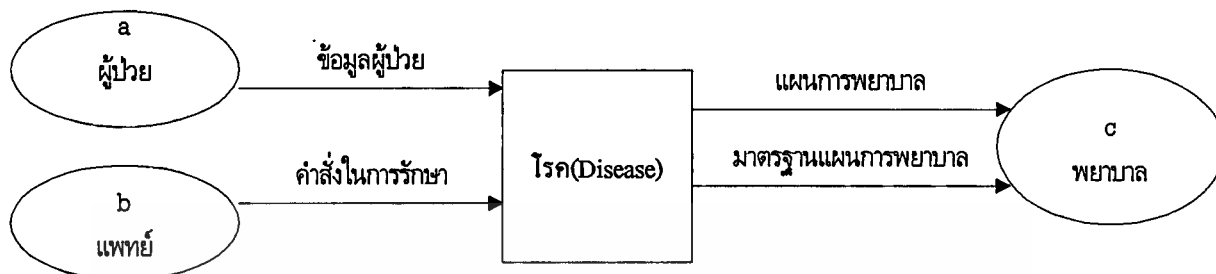 a
ผู้ป่วย
ข้อมูลผู้ป่วย
b
แพทย์
คำสั่งในการรักษา
โรค(Disease)
แผนการพยาบาล
มาตรฐานแผนการพยาบาล
c
พยาบาล